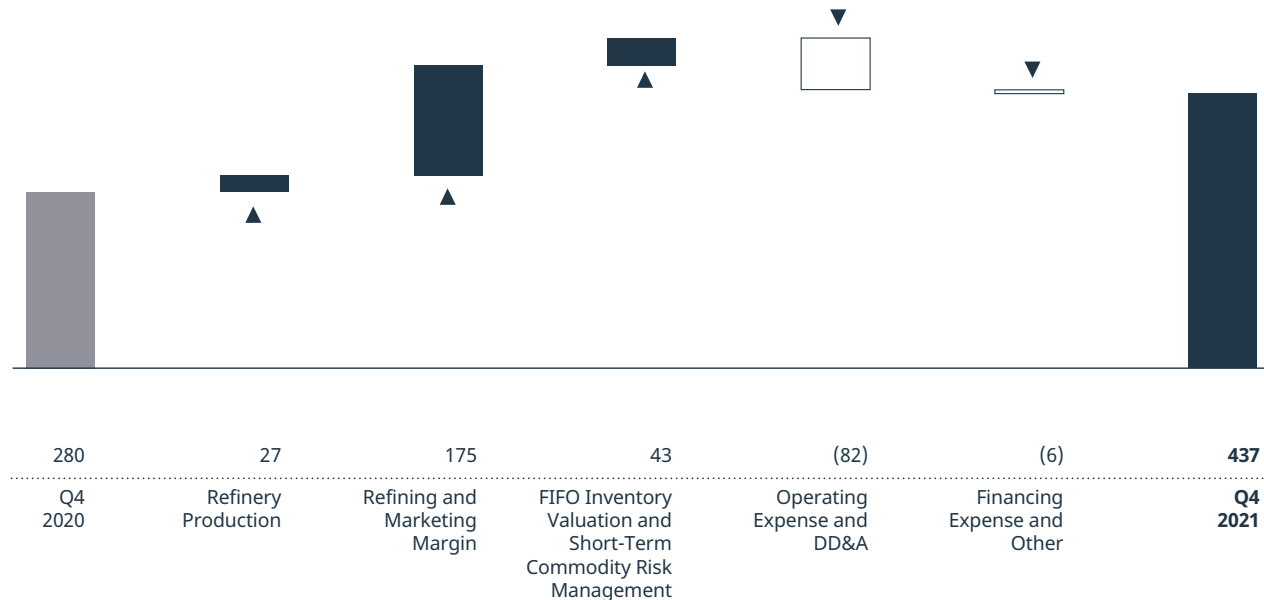 280 27 175 43 (82) (6) 437
Q4
2020
Refinery
Production
Refining and
Marketing
Margin
FIFO Inventory
Valuation and
Short-Term
Commodity Risk
Management
Operating
Expense and
DD&A
Financing
Expense and
Other
Q4
2021